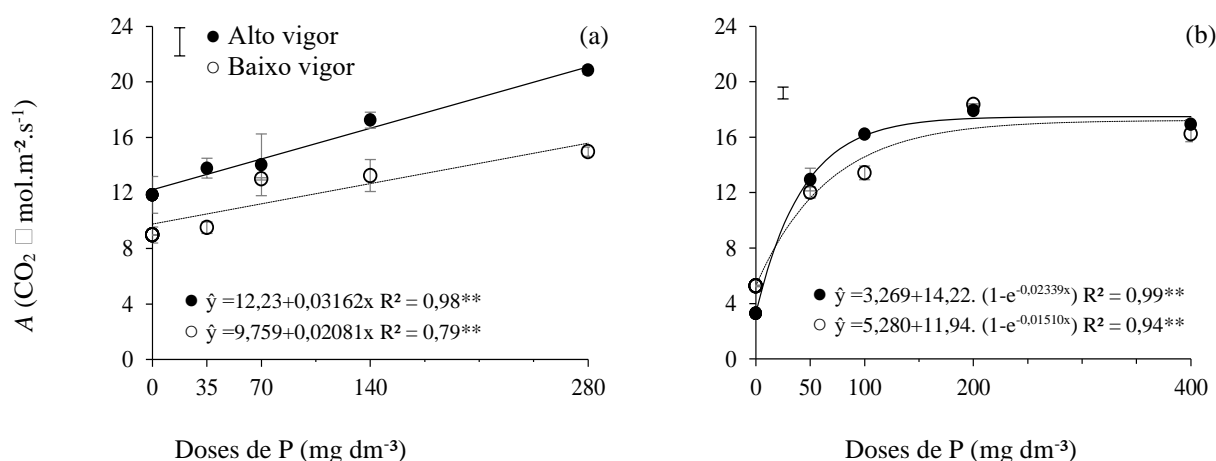 24
20
16
12
8
4
0
A (CO₂ □ mol.m⁻².s⁻¹)
Alto vigor
Baixo vigor
(a)
ŷ =12,23+0,03162x R² = 0,98**
ŷ =9,759+0,02081x R² = 0,79**
0 35 70 140 280
Doses de P (mg dm⁻³)
24
20
16
12
8
4
0
(b)
ŷ =3,269+14,22. (1-e⁻⁰,⁰²³³⁹ˣ) R² = 0,99**
ŷ =5,280+11,94. (1-e⁻⁰,⁰¹⁵¹⁰ˣ) R² = 0,94**
0 50 100 200 400
Doses de P (mg dm⁻³)